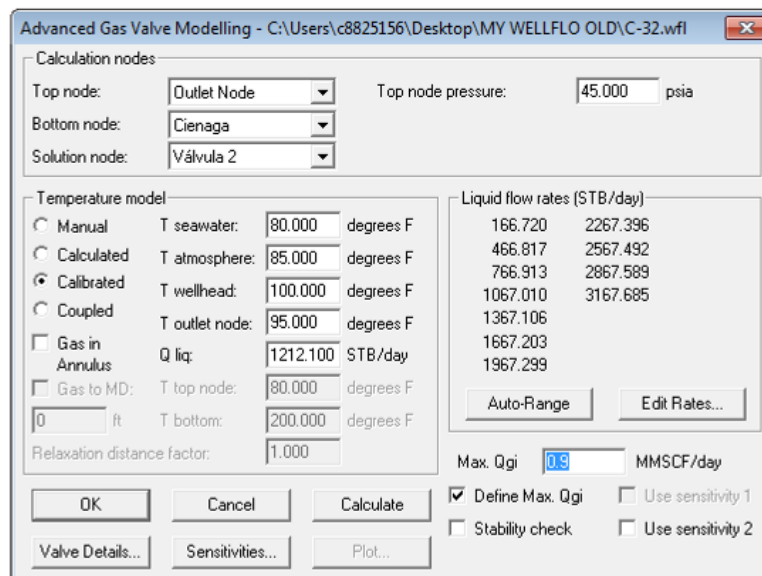 Advanced Gas Valve Modelling - C:\Users\c8825156\Desktop\MY WELLFLO OLD\C-32.wfl
Calculation nodes
Top node: Outlet Node Top node pressure: 45.000 psia
Bottom node: Cienaga
Solution node: Válvula 2
Temperature model
Manual T seawater: 80.000 degrees F
Calculated T atmosphere: 85.000 degrees F
Calibrated T wellhead: 100.000 degrees F
Coupled T outlet node: 95.000 degrees F
Gas in Annulus Q liq: 1212.100 STB/day
Gas to MD: T top node: 80.000 degrees F
0 ft T bottom: 200.000 degrees F
Relaxation distance factor: 1.000
Liquid flow rates (STB/day)
166.720 2267.396
466.817 2567.492
766.913 2867.589
1067.010 3167.685
1367.106
1667.203
1967.299
Auto-Range Edit Rates...
Max. Qgi 0.9 MMSCF/day
Define Max. Qgi Use sensitivity 1
Stability check Use sensitivity 2
OK Cancel Calculate
Valve Details... Sensitivities... Plot...